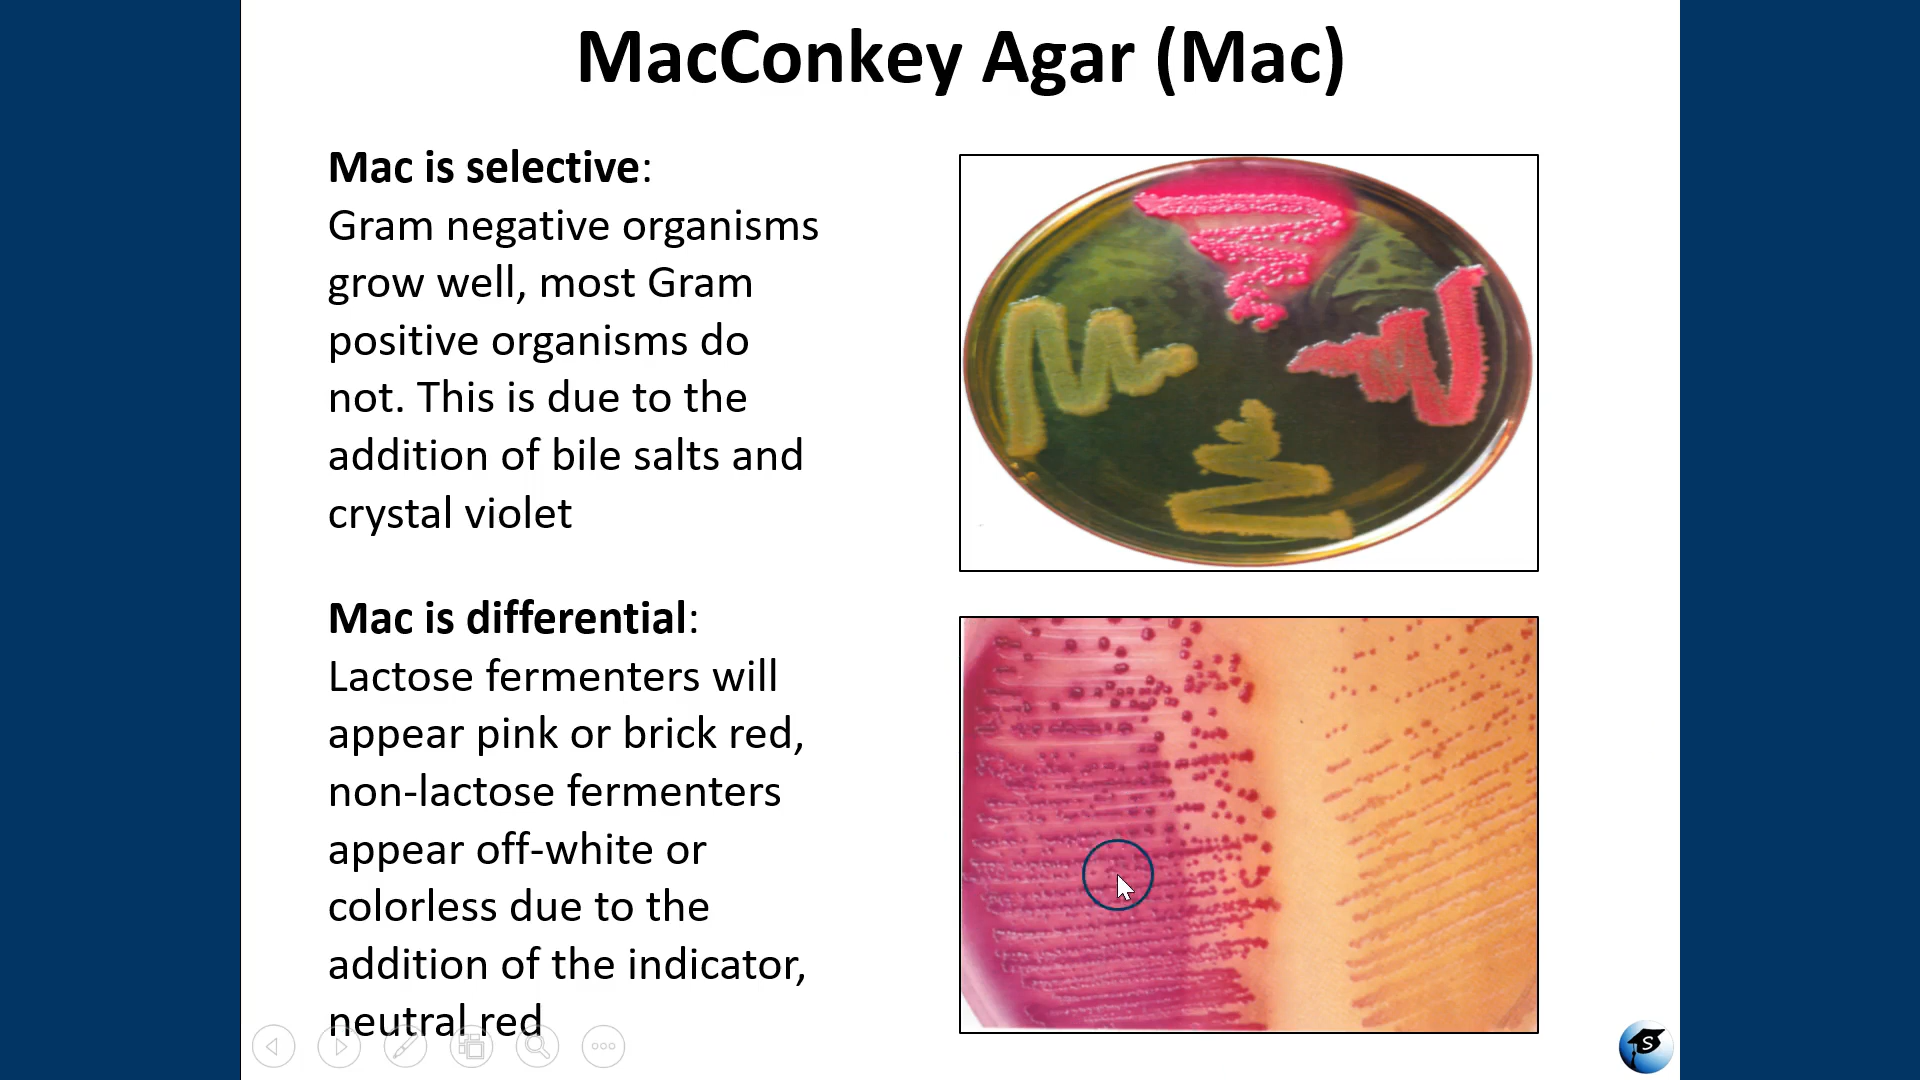 MacConkey Agar (Mac)
Mac is selective:
Gram negative organisms
grow well, most Gram
positive organisms do
not. This is due to the
addition of bile salts and
crystal violet
Mac is differential:
Lactose fermenters will
appear pink or brick red,
non-lactose fermenters
appear off-white or
colorless due to the
addition of the indicator,
neutral red
S